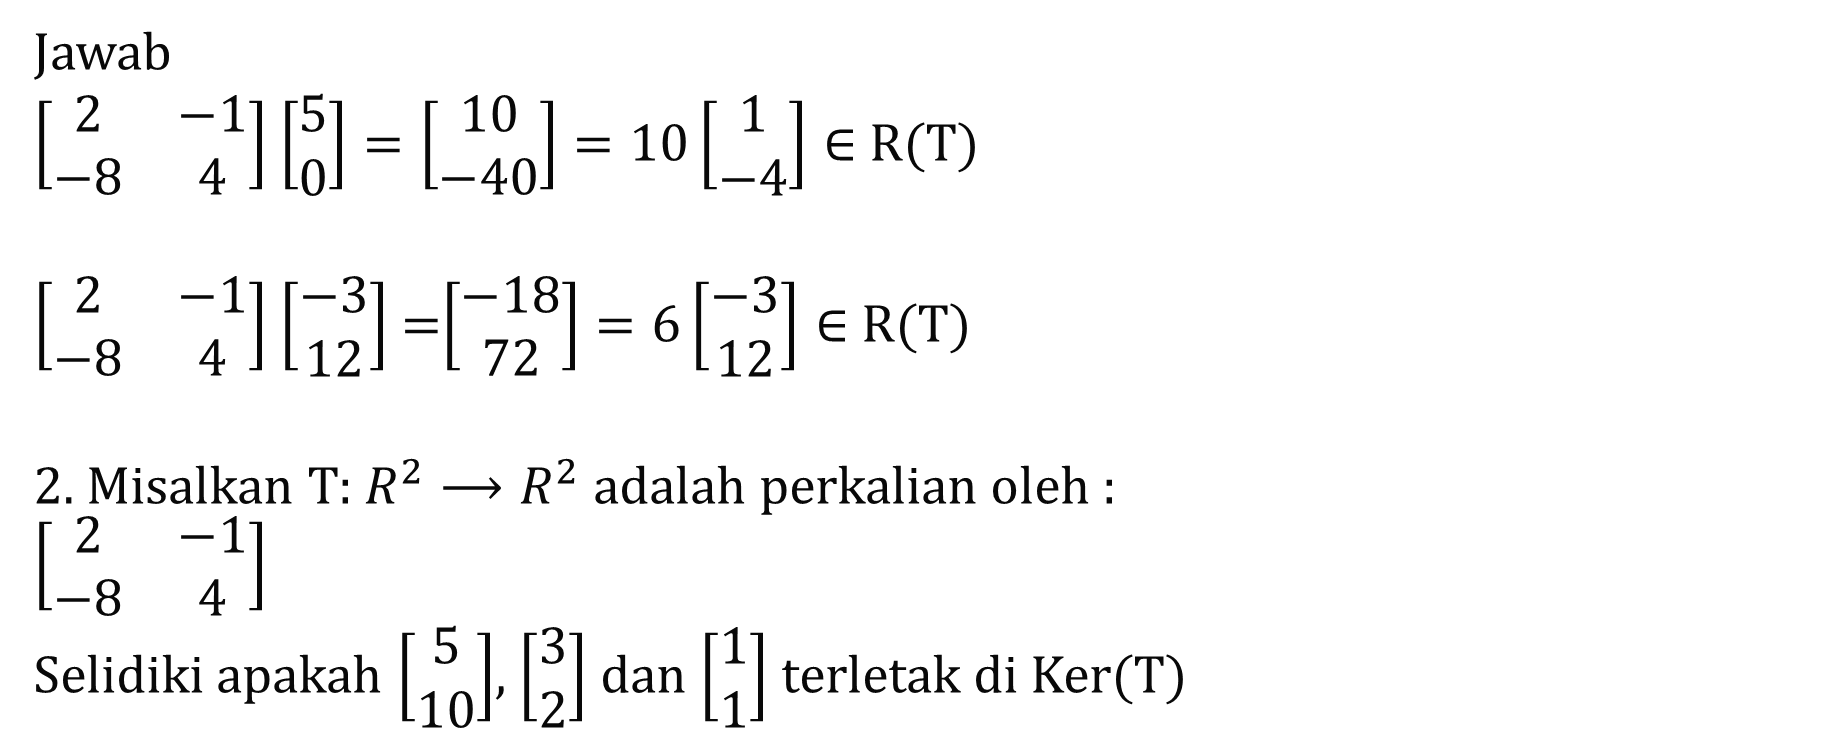 Jawab
[2 −1
−8 4] [5
0] = [10
−40] = 10 [1
−4] ∈ R(T)
[2 −1
−8 4] [−3
12] = [−18
72] = 6 [−3
12] ∈ R(T)
2. Misalkan T: R² ⟶ R² adalah perkalian oleh :
[2 −1
−8 4]
Selidiki apakah [5
10], [3
2] dan [1
1] terletak di Ker(T)